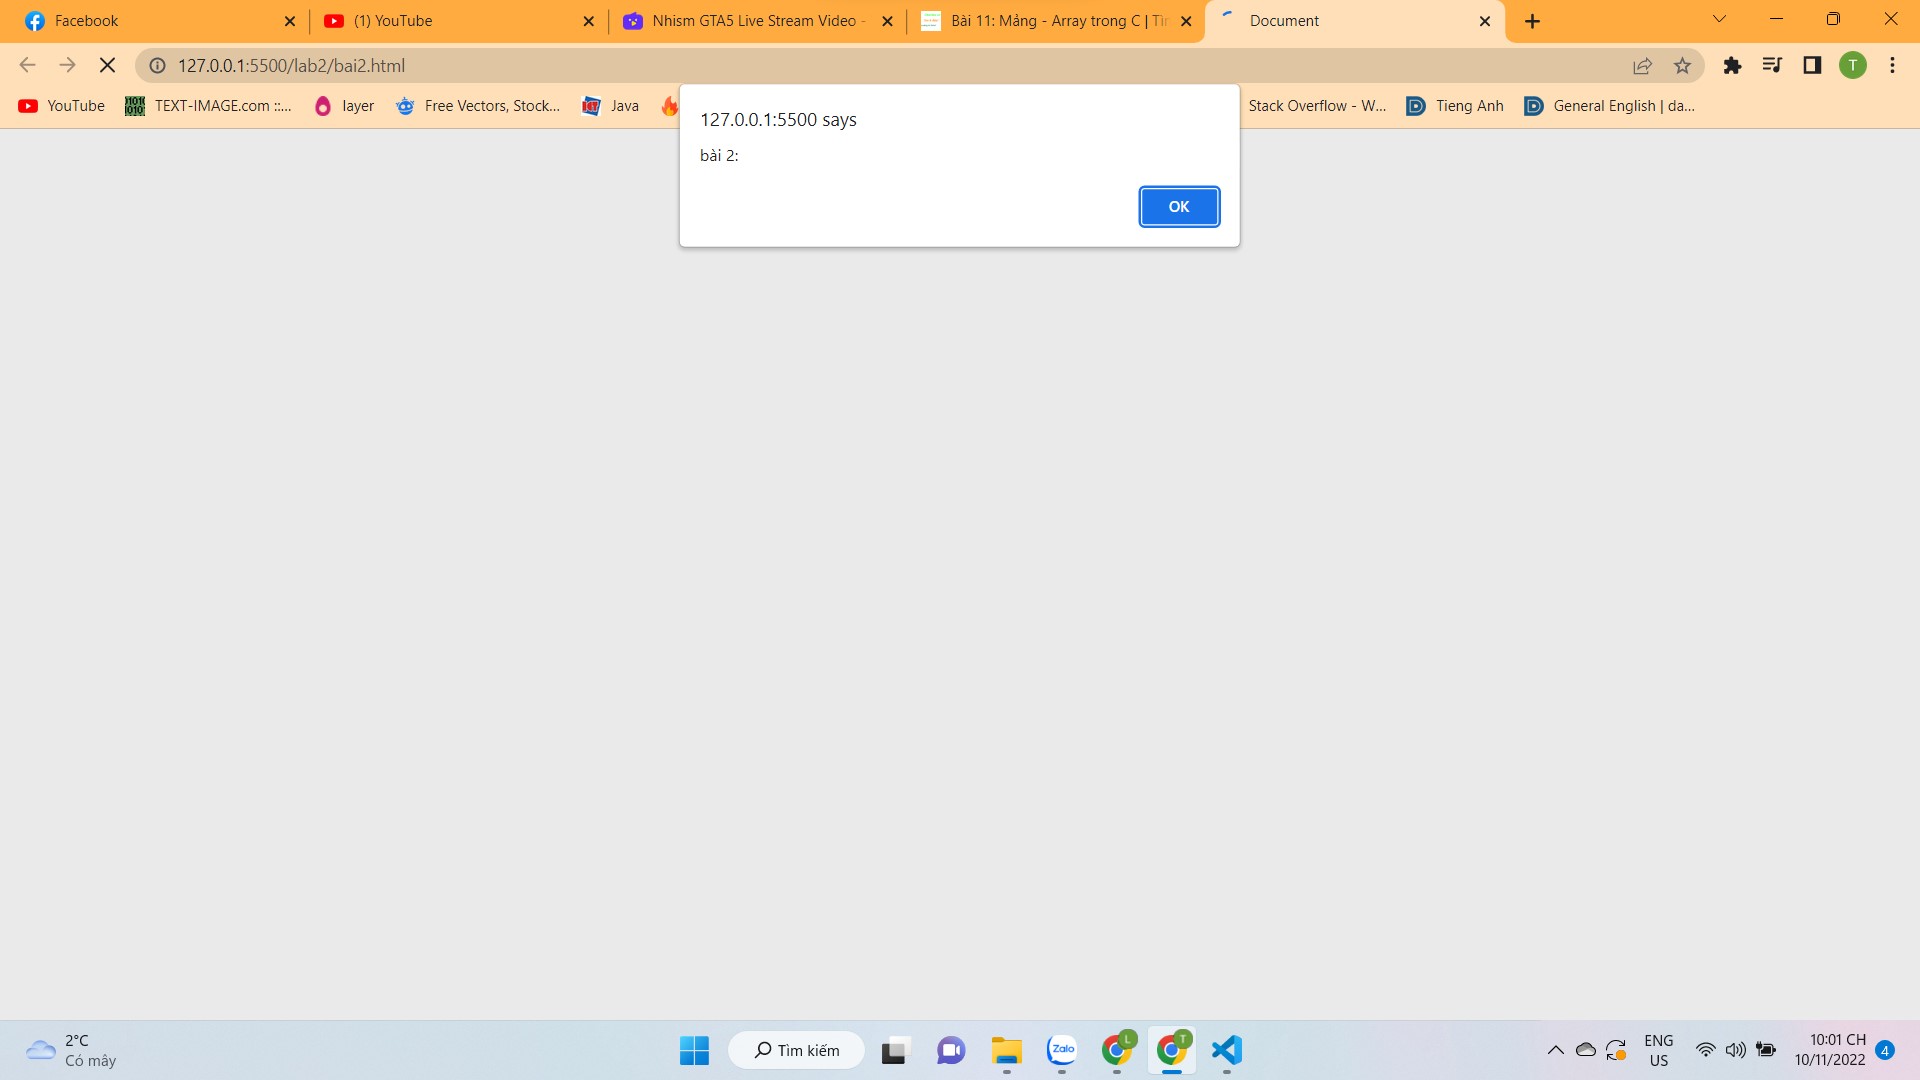 Facebook
(1) YouTube
Nhism GTA5 Live Stream Video -
Bài 11: Mảng - Array trong C | Tin
Document
127.0.0.1:5500/lab2/bai2.html
T
YouTube
TEXT-IMAGE.com ::...
layer
Free Vectors, Stock...
Java
Stack Overflow - W...
Tieng Anh
General English | da...
127.0.0.1:5500 says
bài 2:
OK
2°C
Có mây
Tìm kiếm
Zalo
L
T
ENG
US
10:01 CH
10/11/2022
4